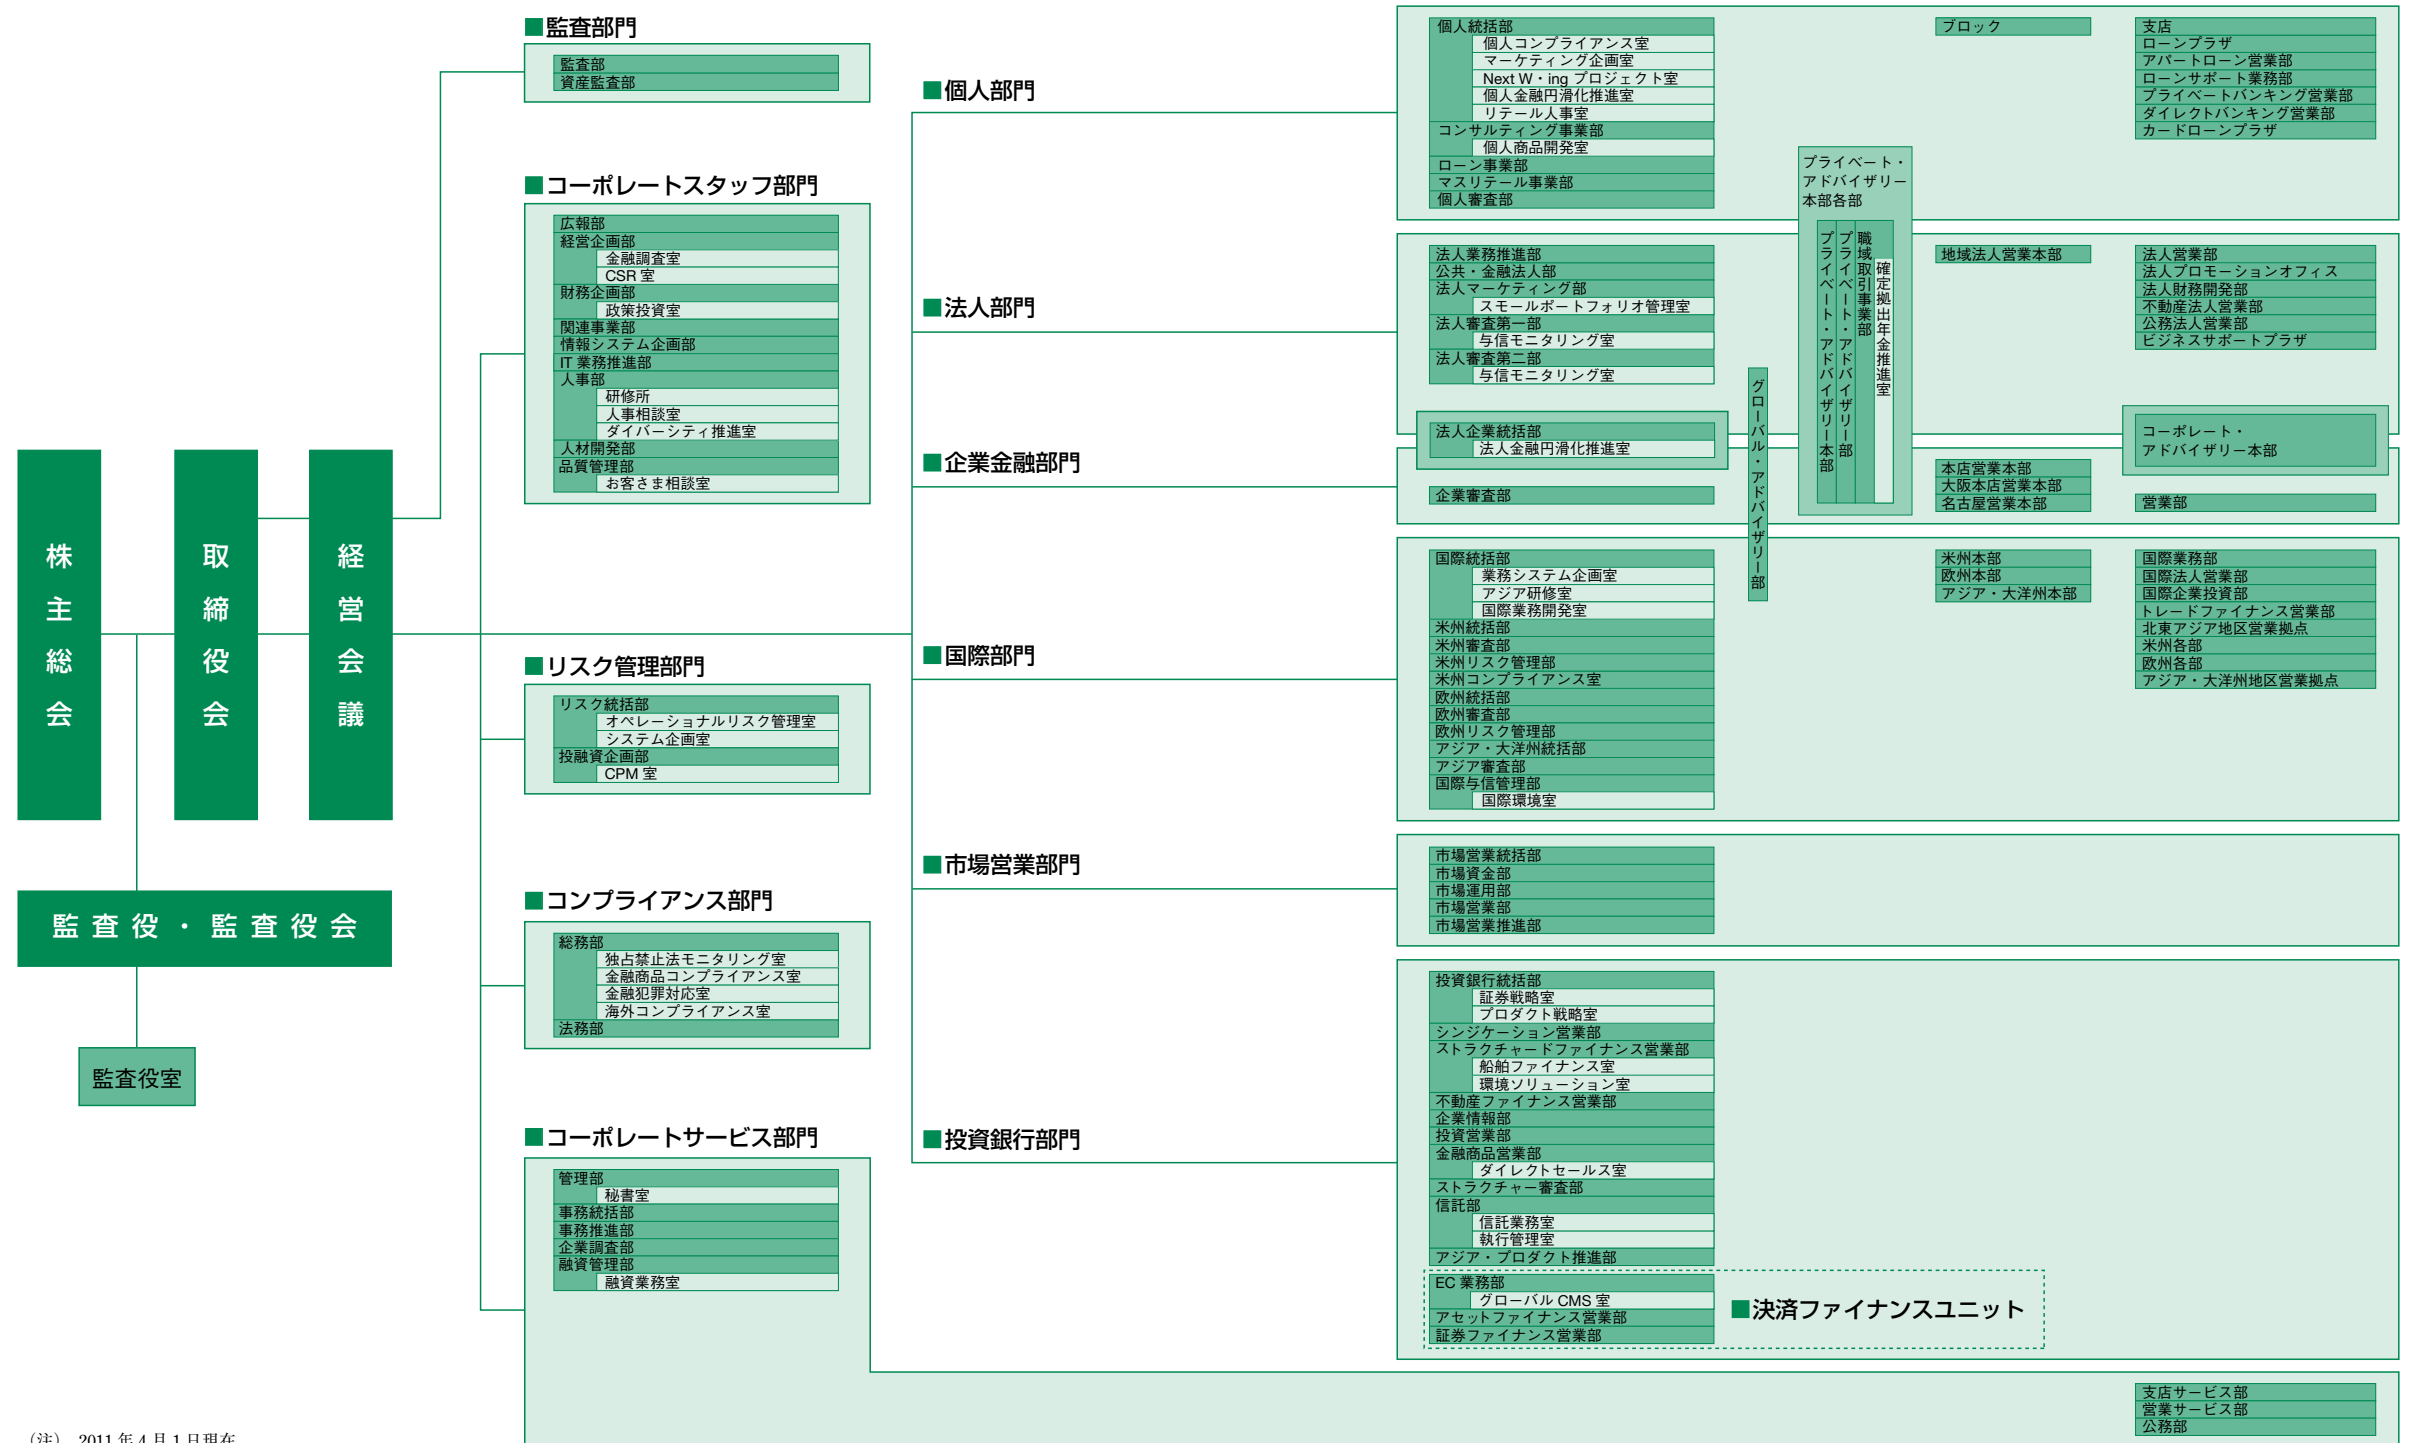 株主総会
取締役会
経営会議
監査役・監査役会
監査役室
■監査部門
監査部
資産監査部
■コーポレートスタッフ部門
広報部
経営企画部
金融調査室
CSR 室
財務企画部
政策投資室
関連事業部
情報システム企画部
IT 業務推進部
人事部
研修所
人事相談室
ダイバーシティ推進室
人材開発部
品質管理部
お客さま相談室
■リスク管理部門
リスク統括部
オペレーショナルリスク管理室
システム企画室
投融資企画部
CPM 室
■コンプライアンス部門
総務部
独占禁止法モニタリング室
金融商品コンプライアンス室
金融犯罪対応室
海外コンプライアンス室
法務部
■コーポレートサービス部門
管理部
秘書室
事務統括部
事務推進部
企業調査部
融資管理部
融資業務室
支店サービス部
営業サービス部
公務部
■個人部門
個人統括部
個人コンプライアンス室
マーケティング企画室
Next W・ing プロジェクト室
個人金融円滑化推進室
リテール人事室
コンサルティング事業部
個人商品開発室
ローン事業部
マスリテール事業部
個人審査部
ブロック
支店
ローンプラザ
アパートローン営業部
ローンサポート業務部
プライベートバンキング営業部
ダイレクトバンキング営業部
カードローンプラザ
プライベート・
アドバイザリー
本部各部
プライベート・アドバイザリー本部
プライベート・アドバイザリー部
職域取引事業部
確定拠出年金推進室
■法人部門
法人業務推進部
公共・金融法人部
法人マーケティング部
スモールポートフォリオ管理室
法人審査第一部
与信モニタリング室
法人審査第二部
与信モニタリング室
地域法人営業本部
法人営業部
法人プロモーションオフィス
法人財務開発部
不動産法人営業部
公務法人営業部
ビジネスサポートプラザ
法人企業統括部
法人金融円滑化推進室
グローバル・アドバイザリー部
コーポレート・
アドバイザリー本部
■企業金融部門
企業審査部
本店営業本部
大阪本店営業本部
名古屋営業本部
営業部
■国際部門
国際統括部
業務システム企画室
アジア研修室
国際業務開発室
米州統括部
米州審査部
米州リスク管理部
米州コンプライアンス室
欧州統括部
欧州審査部
欧州リスク管理部
アジア・大洋州統括部
アジア審査部
国際与信管理部
国際環境室
米州本部
欧州本部
アジア・大洋州本部
国際業務部
国際法人営業部
国際企業投資部
トレードファイナンス営業部
北東アジア地区営業拠点
米州各部
欧州各部
アジア・大洋州地区営業拠点
■市場営業部門
市場営業統括部
市場資金部
市場運用部
市場営業部
市場営業推進部
■投資銀行部門
投資銀行統括部
証券戦略室
プロダクト戦略室
シンジケーション営業部
ストラクチャードファイナンス営業部
船舶ファイナンス室
環境ソリューション室
不動産ファイナンス営業部
企業情報部
投資営業部
金融商品営業部
ダイレクトセールス室
ストラクチャー審査部
信託部
信託業務室
執行管理室
アジア・プロダクト推進部
EC 業務部
グローバル CMS 室
アセットファイナンス営業部
証券ファイナンス営業部
■決済ファイナンスユニット
（注） 2011 年 4 月 1 日現在